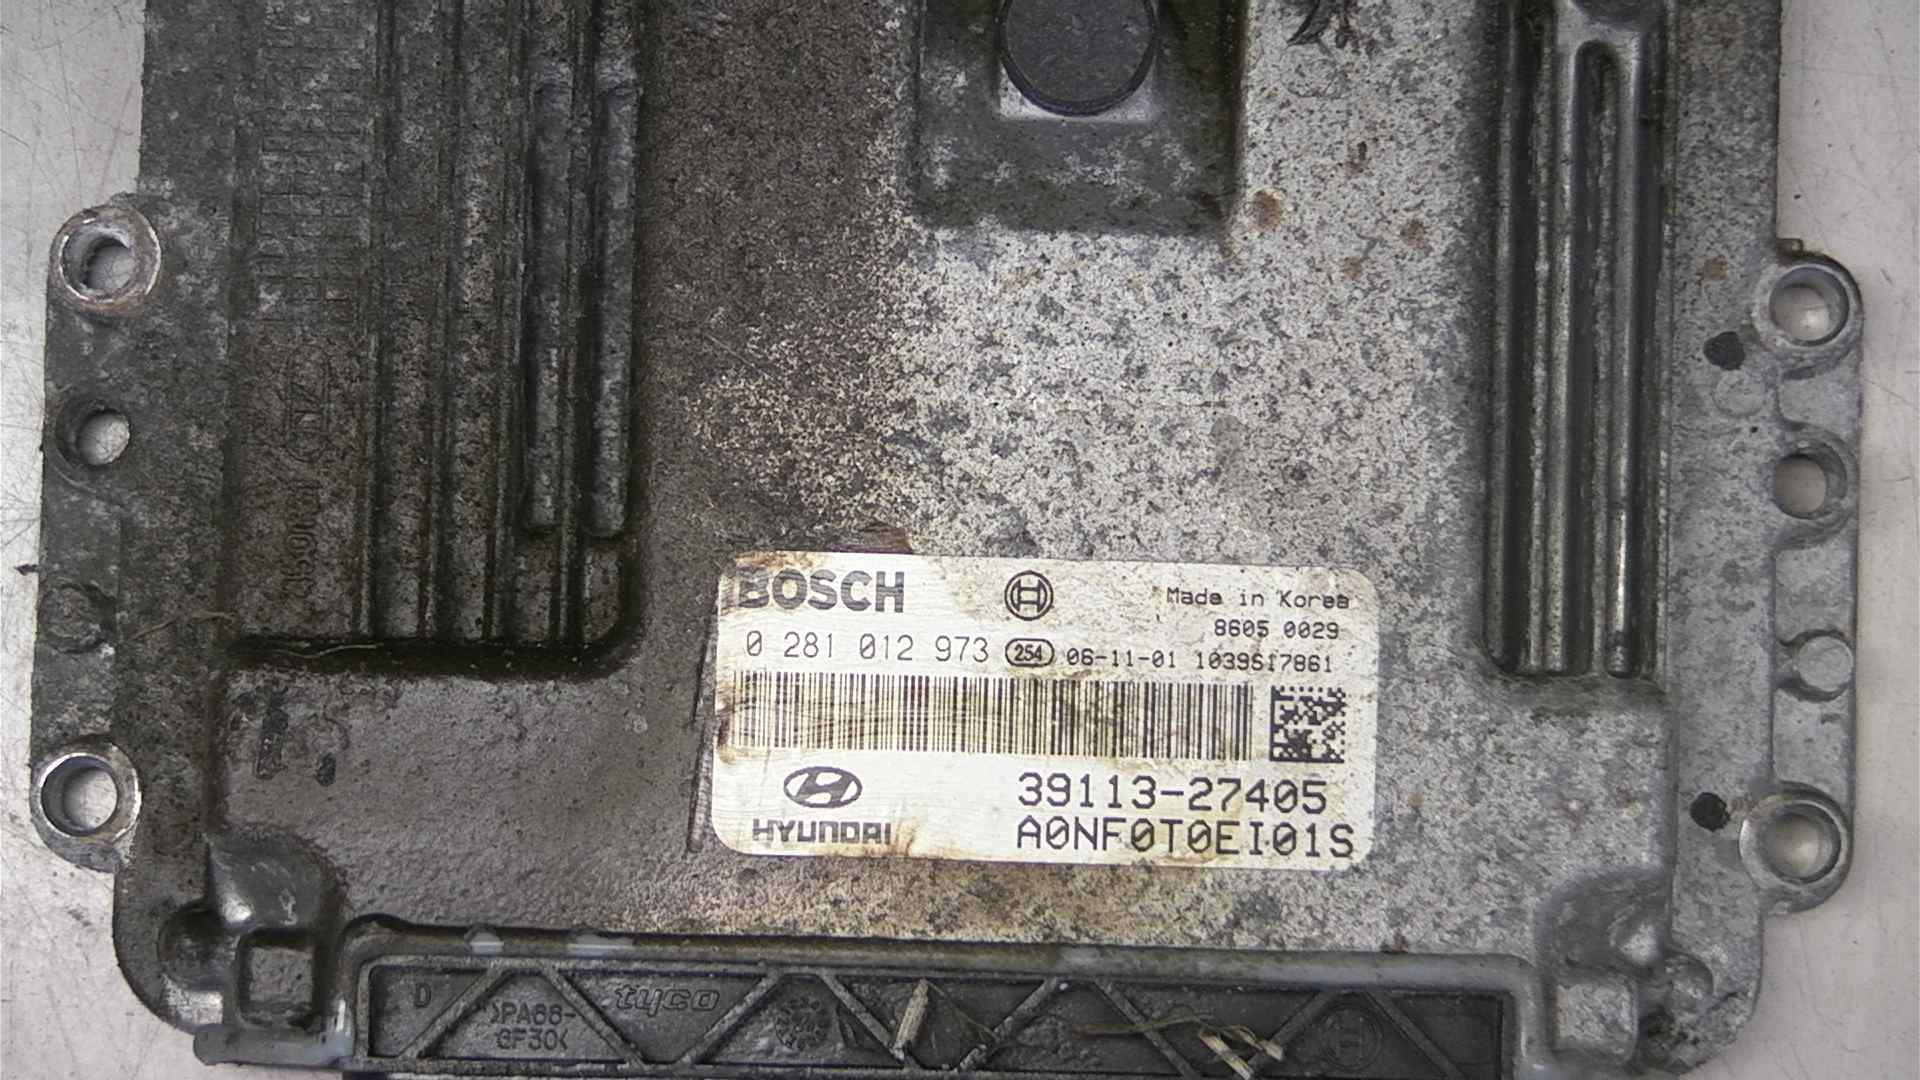 BOSCH
Made in Korea
8605 0029
0 281 012 973 254 06-11-01 1039S17861
39113-27405
HYUNDAI A0NF0T0EI01S
D
>PA66-
GF30<
tyco